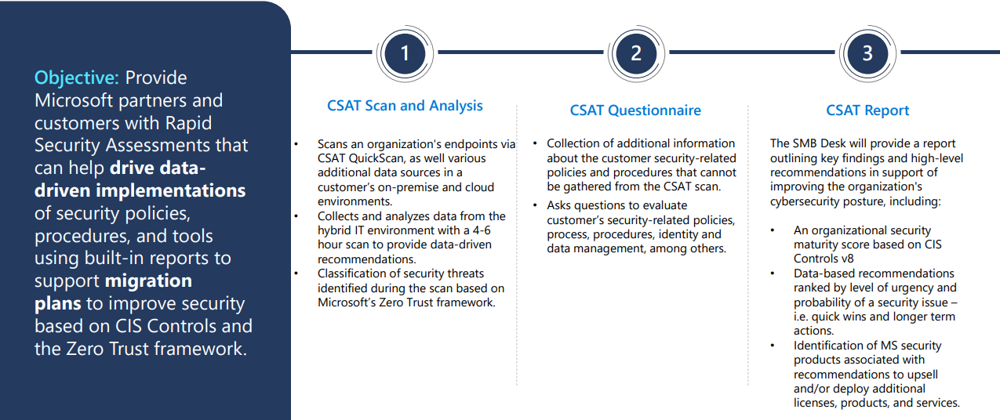 Objective: Provide
Microsoft partners and
customers with Rapid
Security Assessments that
can help drive data-
driven implementations
of security policies,
procedures, and tools
using built-in reports to
support migration
plans to improve security
based on CIS Controls and
the Zero Trust framework.
1
CSAT Scan and Analysis
• Scans an organization's endpoints via
CSAT QuickScan, as well various
additional data sources in a
customer's on-premise and cloud
environments.
• Collects and analyzes data from the
hybrid IT environment with a 4-6
hour scan to provide data-driven
recommendations.
• Classification of security threats
identified during the scan based on
Microsoft's Zero Trust framework.
2
CSAT Questionnaire
• Collection of additional information
about the customer security-related
policies and procedures that cannot
be gathered from the CSAT scan.
• Asks questions to evaluate
customer's security-related policies,
process, procedures, identity and
data management, among others.
3
CSAT Report
The SMB Desk will provide a report
outlining key findings and high-level
recommendations in support of
improving the organization's
cybersecurity posture, including:
• An organizational security
maturity score based on CIS
Controls v8
• Data-based recommendations
ranked by level of urgency and
probability of a security issue –
i.e. quick wins and longer term
actions.
• Identification of MS security
products associated with
recommendations to upsell
and/or deploy additional
licenses, products, and services.